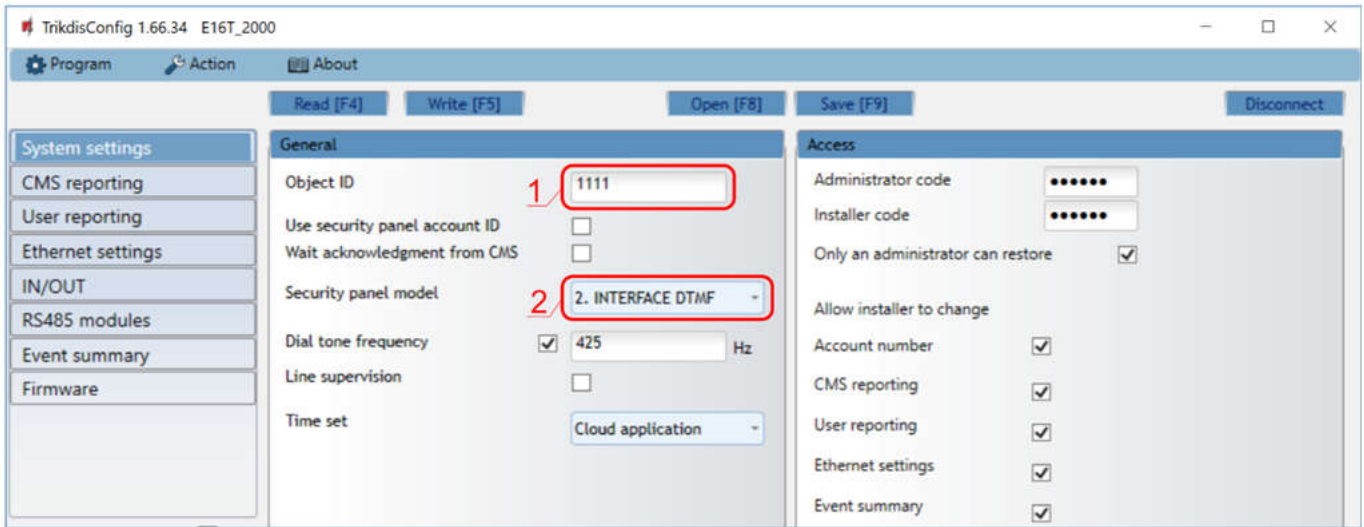 TrikdisConfig 1.66.34 E16T_2000
Program Action About
Read [F4] Write [F5] Open [F8] Save [F9] Disconnect
System settings
CMS reporting
User reporting
Ethernet settings
IN/OUT
RS485 modules
Event summary
Firmware
General
Object ID 1 1111
Use security panel account ID
Wait acknowledgment from CMS
Security panel model 2 2. INTERFACE DTMF
Dial tone frequency 425 Hz
Line supervision
Time set Cloud application
Access
Administrator code ••••••
Installer code ••••••
Only an administrator can restore
Allow installer to change
Account number
CMS reporting
User reporting
Ethernet settings
Event summary